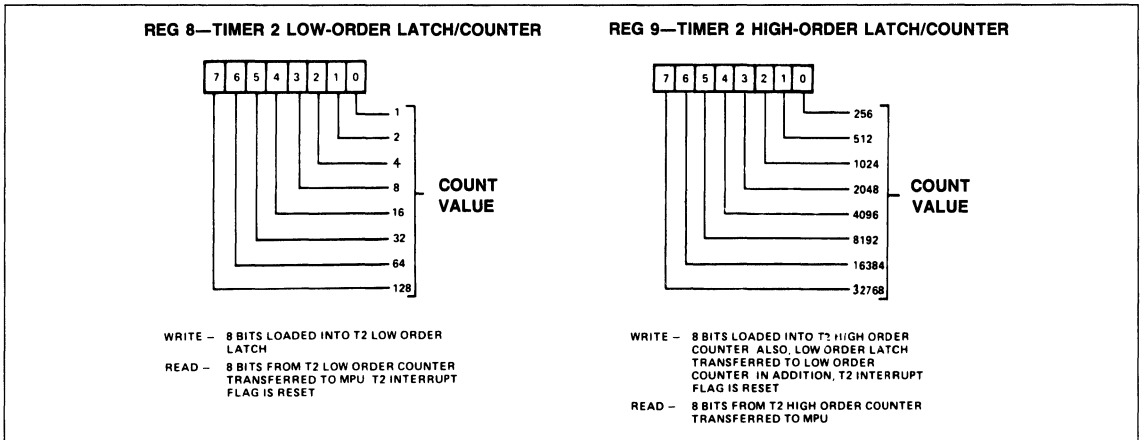 REG 8—TIMER 2 LOW-ORDER LATCH/COUNTER
7 6 5 4 3 2 1 0
1
2
4
8
16
32
64
128
COUNT
VALUE
WRITE – 8 BITS LOADED INTO T2 LOW ORDER
LATCH
READ – 8 BITS FROM T2 LOW ORDER COUNTER
TRANSFERRED TO MPU T2 INTERRUPT
FLAG IS RESET
REG 9—TIMER 2 HIGH-ORDER LATCH/COUNTER
7 6 5 4 3 2 1 0
256
512
1024
2048
4096
8192
16384
32768
COUNT
VALUE
WRITE – 8 BITS LOADED INTO T2 HIGH ORDER
COUNTER ALSO, LOW ORDER LATCH
TRANSFERRED TO LOW ORDER
COUNTER IN ADDITION, T2 INTERRUPT
FLAG IS RESET
READ – 8 BITS FROM T2 HIGH ORDER COUNTER
TRANSFERRED TO MPU